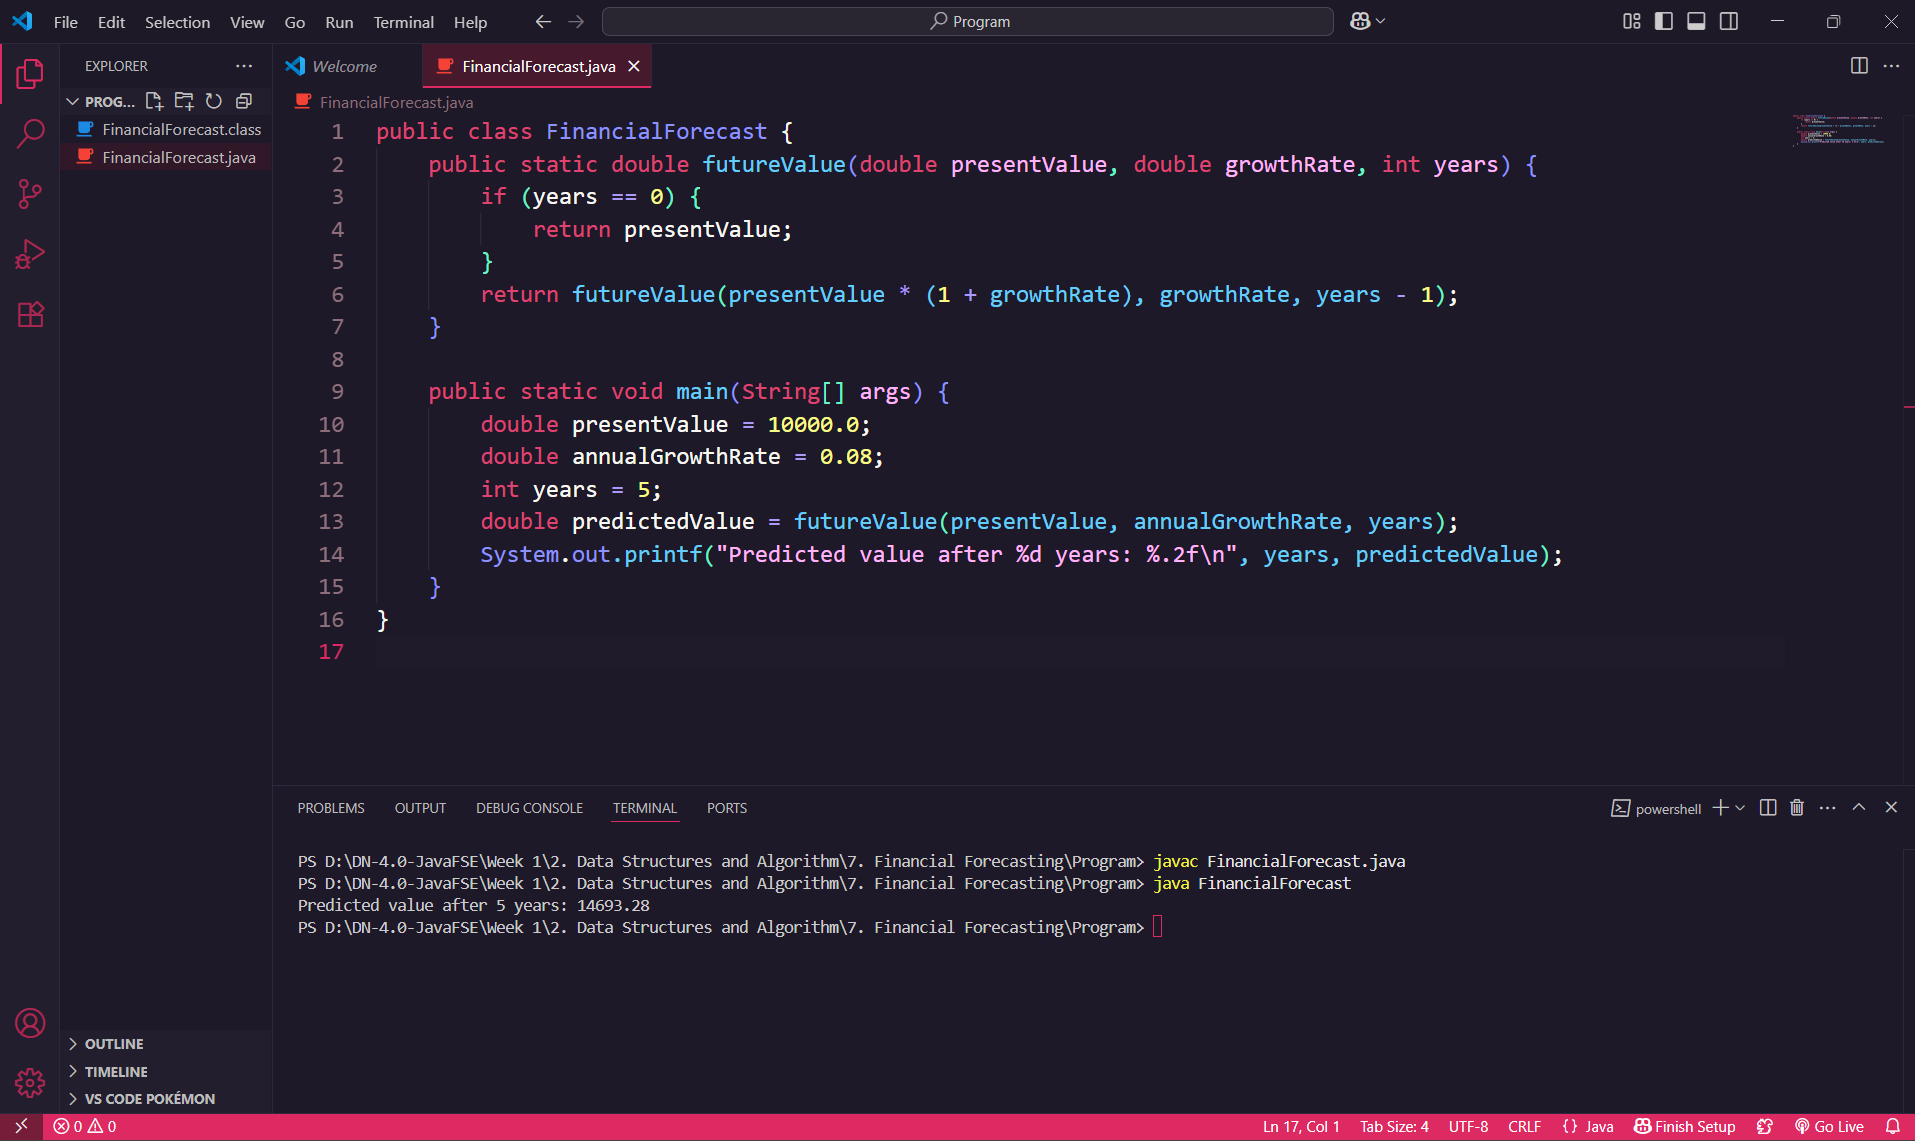 File Edit Selection View Go Run Terminal Help Program
EXPLORER
PROG...
FinancialForecast.class
FinancialForecast.java
Welcome FinancialForecast.java
FinancialForecast.java
1 public class FinancialForecast {
2 public static double futureValue(double presentValue, double growthRate, int years) {
3 if (years == 0) {
4 return presentValue;
5 }
6 return futureValue(presentValue * (1 + growthRate), growthRate, years - 1);
7 }
8
9 public static void main(String[] args) {
10 double presentValue = 10000.0;
11 double annualGrowthRate = 0.08;
12 int years = 5;
13 double predictedValue = futureValue(presentValue, annualGrowthRate, years);
14 System.out.printf("Predicted value after %d years: %.2f\n", years, predictedValue);
15 }
16 }
17
PROBLEMS OUTPUT DEBUG CONSOLE TERMINAL PORTS powershell
PS D:\DN-4.0-JavaFSE\Week 1\2. Data Structures and Algorithm\7. Financial Forecasting\Program> javac FinancialForecast.java
PS D:\DN-4.0-JavaFSE\Week 1\2. Data Structures and Algorithm\7. Financial Forecasting\Program> java FinancialForecast
Predicted value after 5 years: 14693.28
PS D:\DN-4.0-JavaFSE\Week 1\2. Data Structures and Algorithm\7. Financial Forecasting\Program>
OUTLINE
TIMELINE
VS CODE POKÉMON
0 0 Ln 17, Col 1 Tab Size: 4 UTF-8 CRLF {} Java Finish Setup Go Live